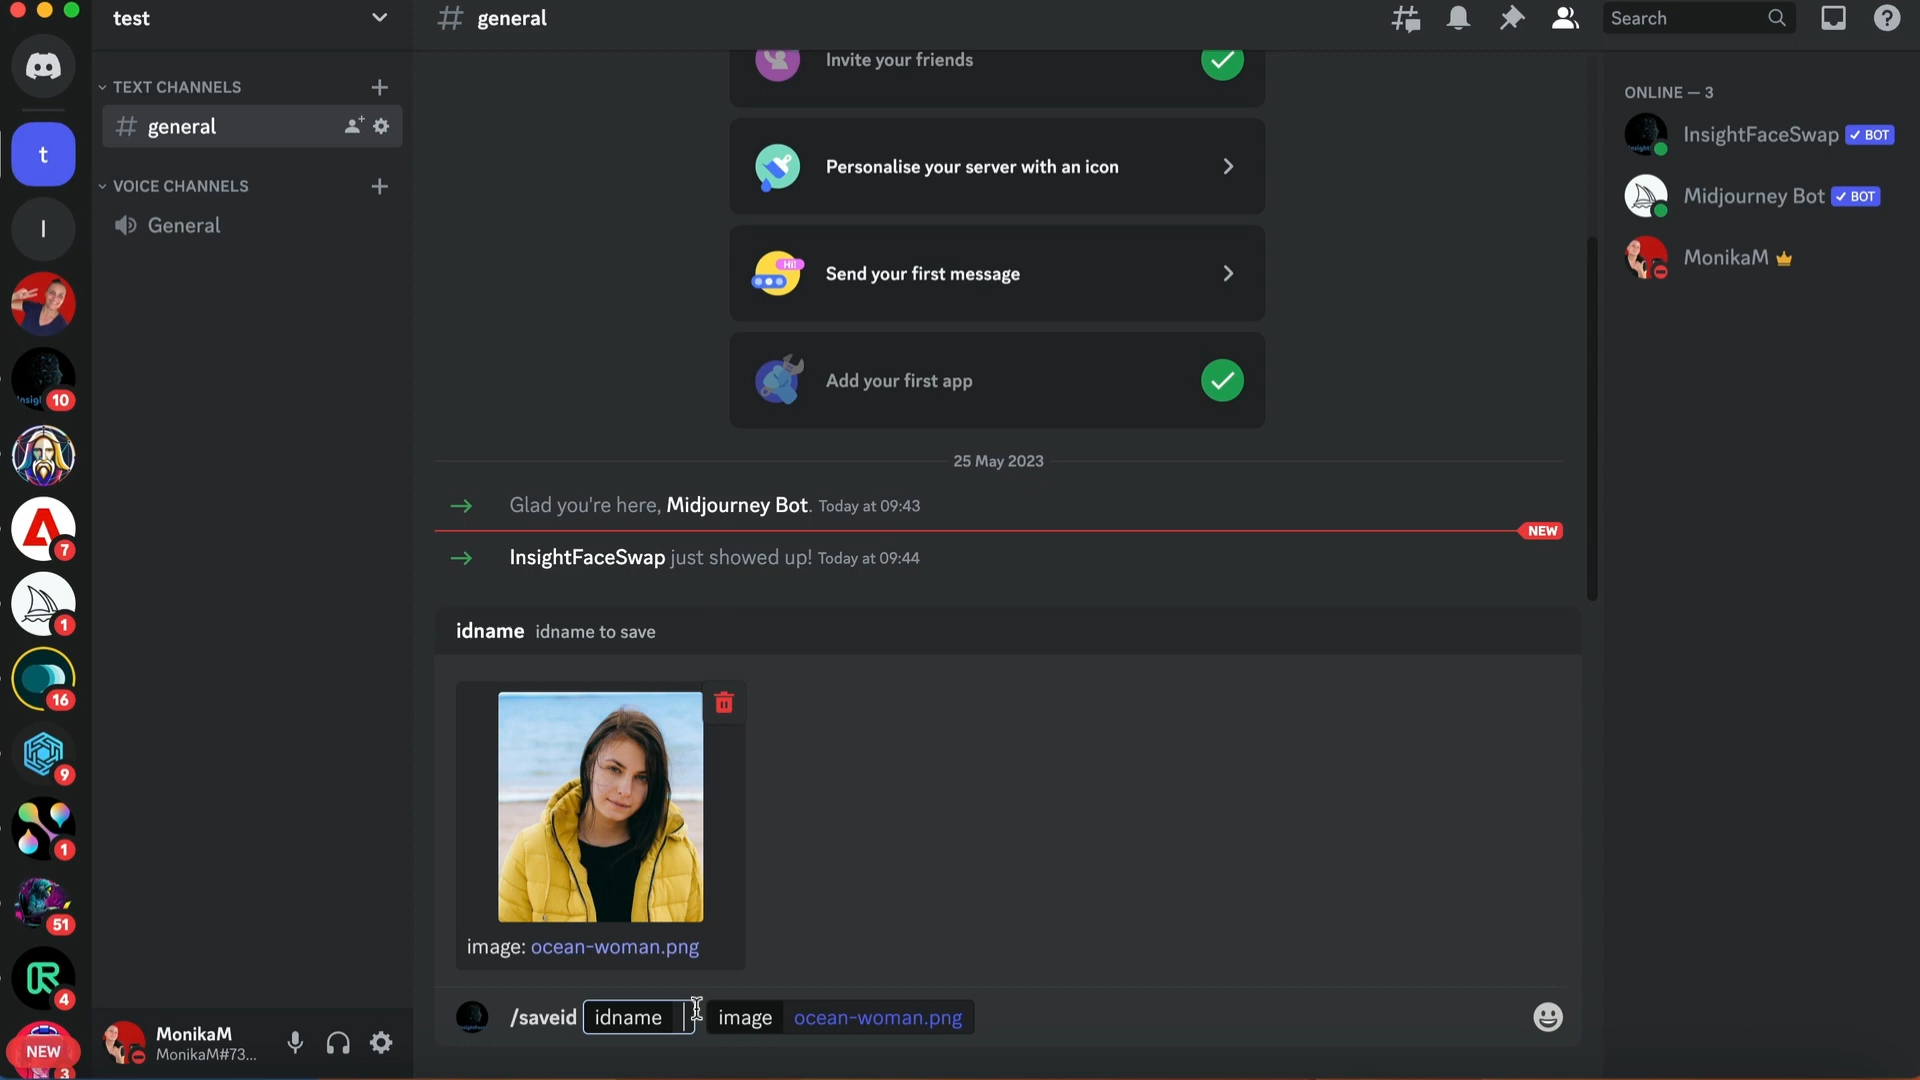 test
general
Search
TEXT CHANNELS
general
VOICE CHANNELS
General
t
I
10
7
1
16
9
1
51
4
NEW
3
Invite your friends
Personalise your server with an icon
Hi!
Send your first message
Add your first app
25 May 2023
Glad you're here, Midjourney Bot. Today at 09:43
NEW
InsightFaceSwap just showed up! Today at 09:44
idname idname to save
image: ocean-woman.png
/saveid idname image ocean-woman.png
MonikaM
MonikaM#73...
ONLINE — 3
InsightFaceSwap ✓ BOT
Midjourney Bot ✓ BOT
MonikaM